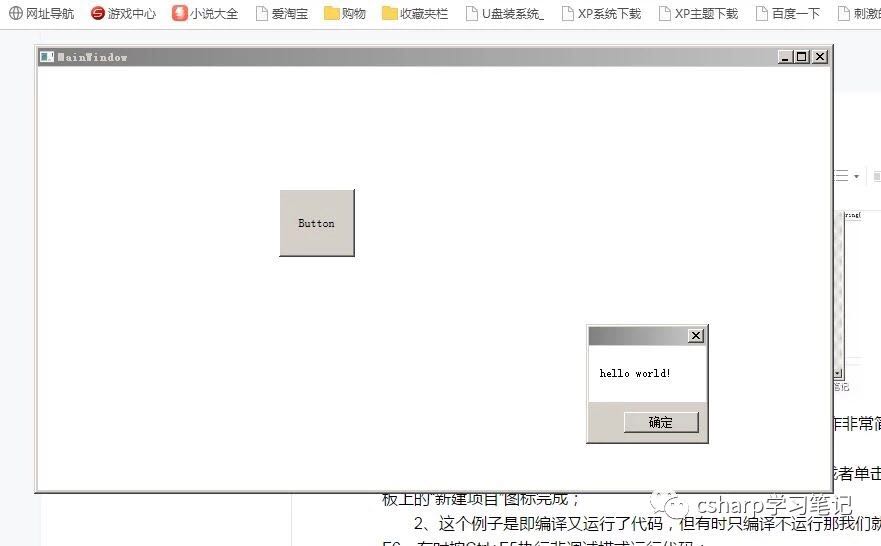 网址导航 游戏中心 小说大全 爱淘宝 购物 收藏夹栏 U盘装系统_ XP系统下载 XP主题下载 百度一下 刺激
MainWindow
Button
hello world!
确定
笔记
作非常简
或者单击
板上的“新建项目”图标完成；
csharp学习笔记
2、这个例子是即编译又运行了代码，但有时只编译不运行那我们就